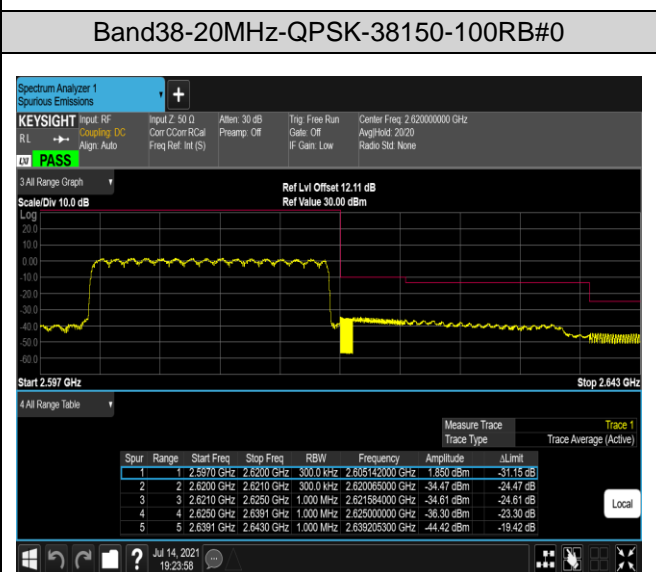 Band38-20MHz-QPSK-38150-100RB#0
Spectrum Analyzer 1
Spurious Emissions
+
KEYSIGHT Input: RF Input Z: 50 Ω Atten: 30 dB Trig: Free Run Center Freq: 2.620000000 GHz
RL Coupling: DC Corr CCorr RCal Preamp: Off Gate: Off Avg|Hold: 20/20
Align: Auto Freq Ref: Int (S) IF Gain: Low Radio Std: None
LXI PASS
3 All Range Graph
Ref Lvl Offset 12.11 dB
Scale/Div 10.0 dB Ref Value 30.00 dBm
Log
20.0
10.0
0.00
-10.0
-20.0
-30.0
-40.0
-50.0
-60.0
Start 2.597 GHz Stop 2.643 GHz
4 All Range Table
Measure Trace Trace 1
Trace Type Trace Average (Active)
Spur Range Start Freq Stop Freq RBW Frequency Amplitude ΔLimit
1 1 2.5970 GHz 2.6200 GHz 300.0 kHz 2.605142000 GHz 1.850 dBm -31.15 dB
2 2 2.6200 GHz 2.6210 GHz 300.0 kHz 2.620065000 GHz -34.47 dBm -24.47 dB
3 3 2.6210 GHz 2.6250 GHz 1.000 MHz 2.621584000 GHz -34.61 dBm -24.61 dB
4 4 2.6250 GHz 2.6391 GHz 1.000 MHz 2.625000000 GHz -36.30 dBm -23.30 dB
5 5 2.6391 GHz 2.6430 GHz 1.000 MHz 2.639205300 GHz -44.42 dBm -19.42 dB
Local
? Jul 14, 2021
19:23:58